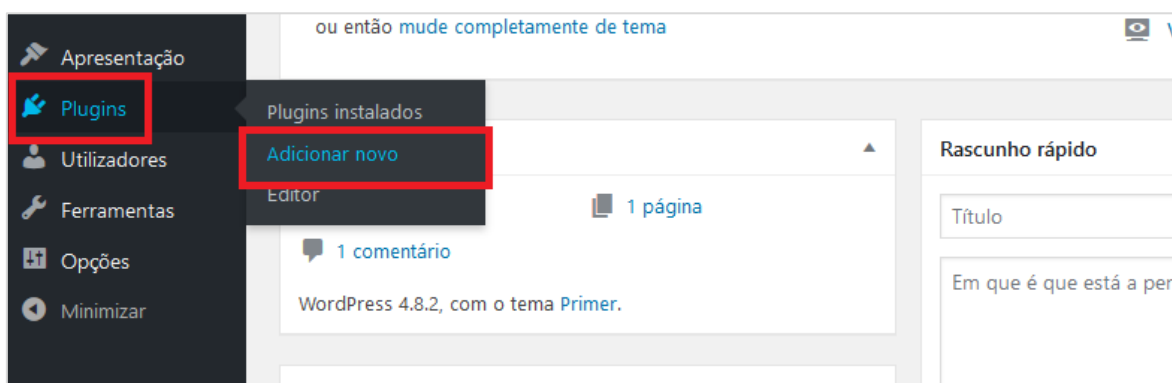 ou então mude completamente de tema
Apresentação
Plugins
Utilizadores
Ferramentas
Opções
Minimizar
Plugins instalados
Adicionar novo
Editor
1 página
1 comentário
WordPress 4.8.2, com o tema Primer.
Rascunho rápido
Título
Em que é que está a